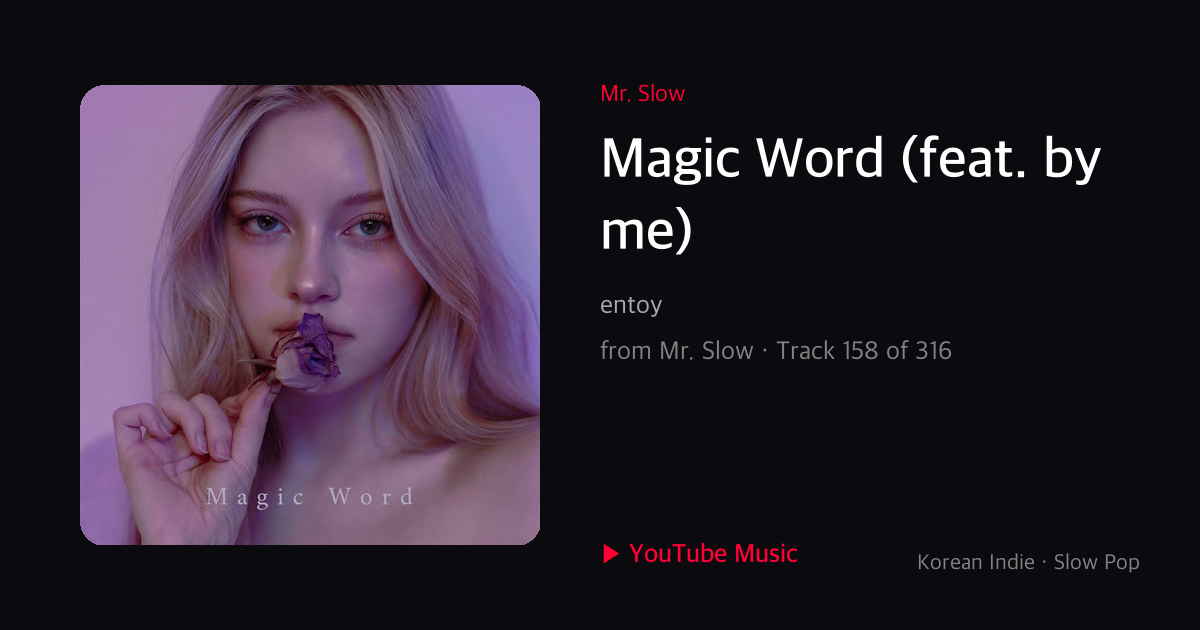 Mr. Slow
Magic Word (feat. by
me)
entoy
from Mr. Slow · Track 158 of 316
Magic Word
YouTube Music
Korean Indie · Slow Pop